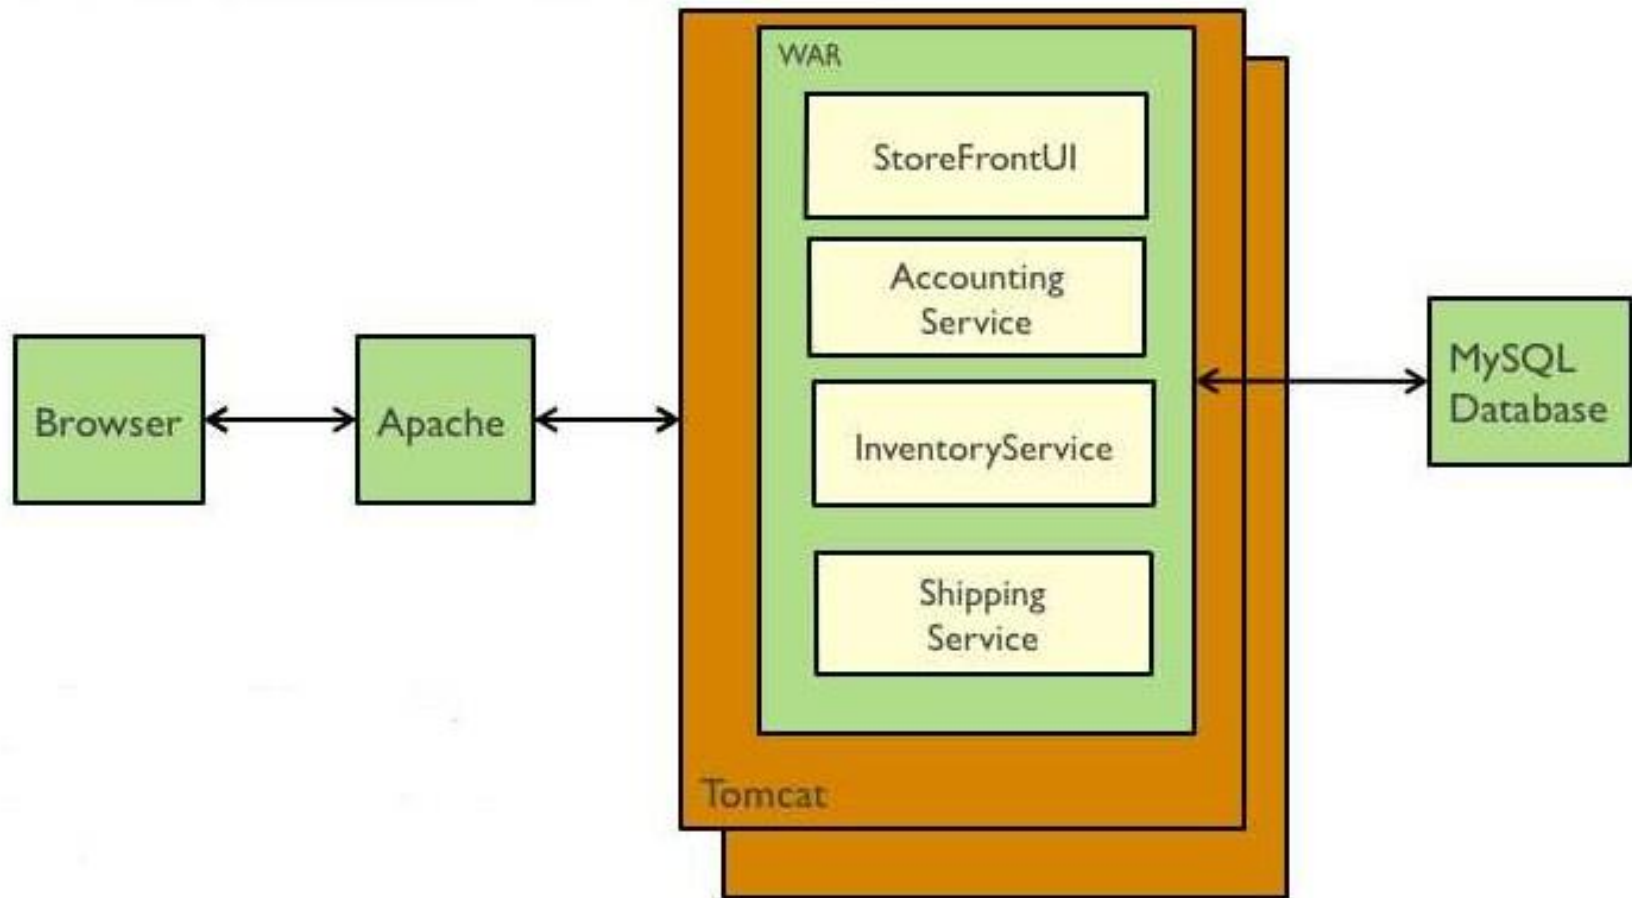 WAR
StoreFrontUI
Accounting
Service
InventoryService
Shipping
Service
Tomcat
Browser
Apache
MySQL
Database